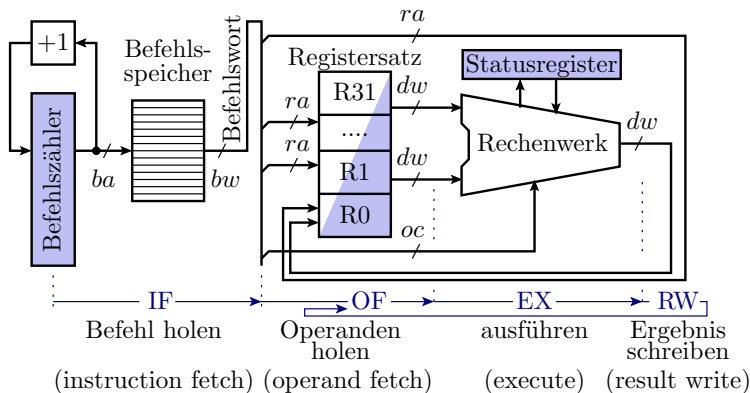 +1
Befehls-
speicher
Befehlswort
ra
Registersatz
Statusregister
R31
dw
ra
....
Rechenwerk
dw
Befehlszähler
ra
R1
dw
ba
bw
R0
oc
IF
OF
EX
RW
Befehl holen
Operanden
holen
ausführen
Ergebnis
schreiben
(instruction fetch)
(operand fetch)
(execute)
(result write)